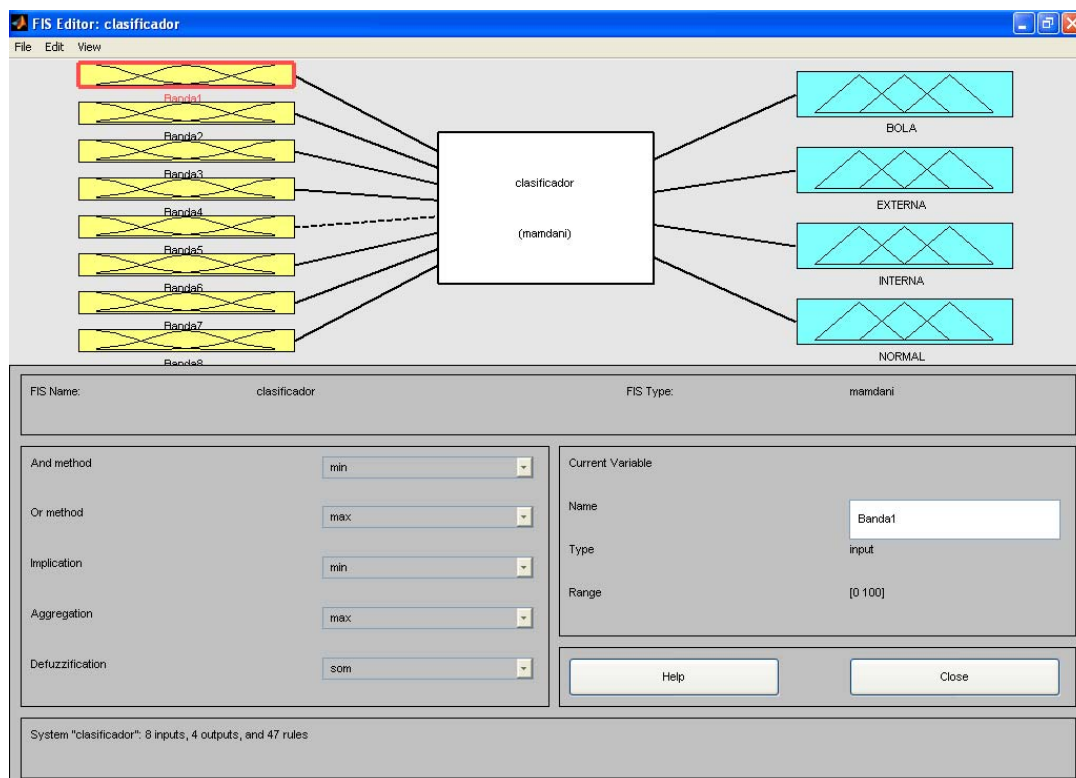 FIS Editor: clasificador
File Edit View
Banda1
Banda2
Banda3
Banda4
Banda5
Banda6
Banda7
Banda8
clasificador
(mamdani)
BOLA
EXTERNA
INTERNA
NORMAL
FIS Name: clasificador FIS Type: mamdani
And method min
Or method max
Implication min
Aggregation max
Defuzzification som
Current Variable
Name Banda1
Type input
Range [0 100]
Help Close
System "clasificador": 8 inputs, 4 outputs, and 47 rules